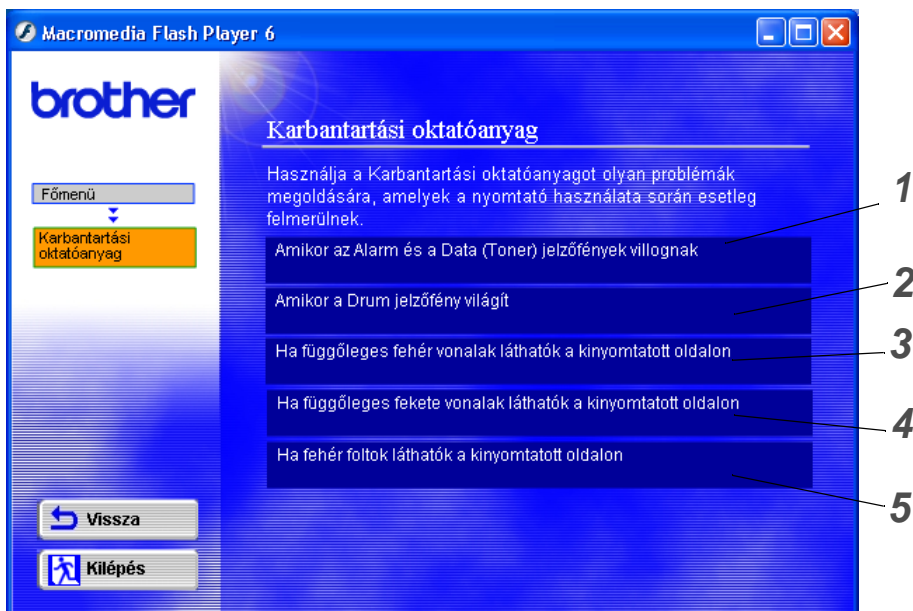 Macromedia Flash Player 6
brother
Főmenü
Karbantartási
oktatóanyag
Vissza
Kilépés
Karbantartási oktatóanyag
Használja a Karbantartási oktatóanyagot olyan problémák
megoldására, amelyek a nyomtató használata során esetleg
felmerülnek.
Amikor az Alarm és a Data (Toner) jelzőfények villognak
1
Amikor a Drum jelzőfény világít
2
Ha függőleges fehér vonalak láthatók a kinyomtatott oldalon
3
Ha függőleges fekete vonalak láthatók a kinyomtatott oldalon
4
Ha fehér foltok láthatók a kinyomtatott oldalon
5